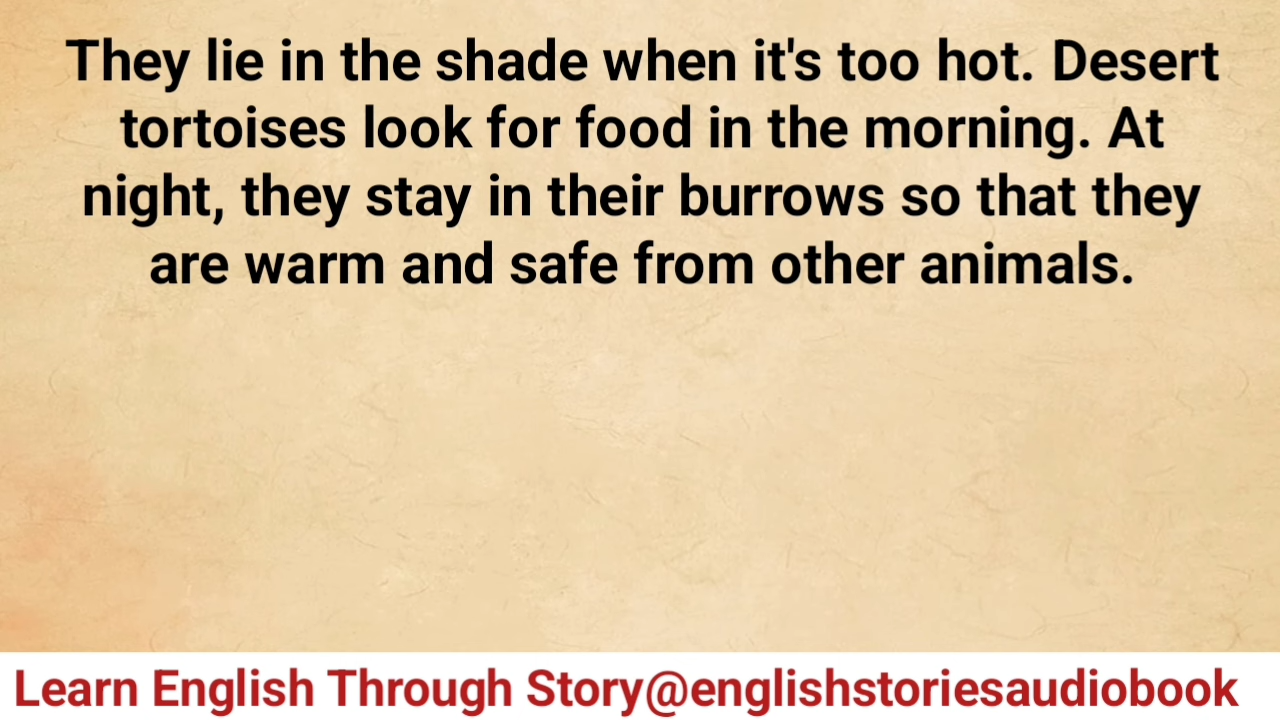 They lie in the shade when it's too hot. Desert
tortoises look for food in the morning. At
night, they stay in their burrows so that they
are warm and safe from other animals.
Learn English Through Story@englishstoriesaudiobook